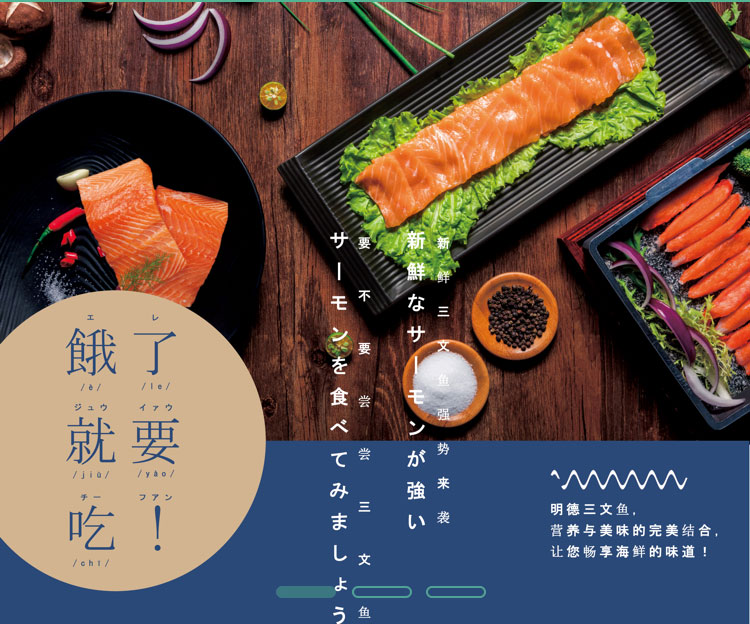 エ レ
餓了
/è/ /le/
ジュウ イァウ
就要
/jiù/ /yào/
チー フアン
吃！
/chī/
新鲜三文鱼强势来袭
新鮮なサーモンが強い
要不要尝尝三文鱼
サーモンを食べてみましょう
明德三文鱼，
营养与美味的完美结合，
让您畅享海鲜的味道！